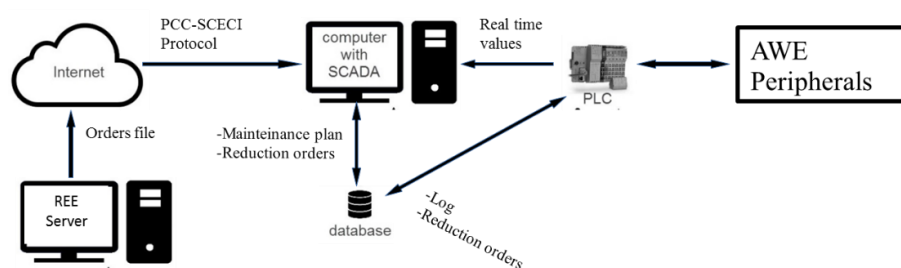 PCC-SCECI
Protocol
Internet
Orders file
REE
Server
computer
with
SCADA
Real time
values
-Mainteinance plan
-Reduction orders
database
PLC
-Log
-Reduction orders
AWE
Peripherals